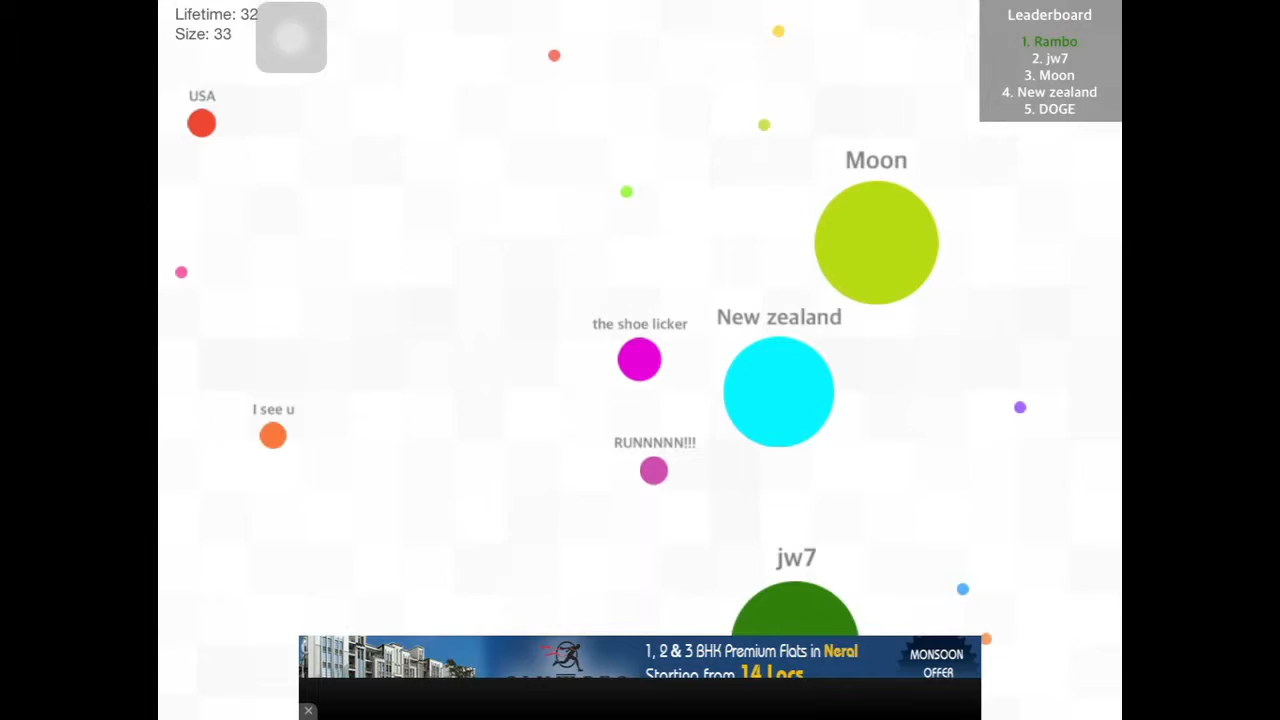 Lifetime: 32
Size: 33
Leaderboard
1. Rambo
2. jw7
3. Moon
4. New zealand
5. DOGE
USA
Moon
the shoe licker
New zealand
I see u
RUNNNNN!!!
jw7
1, 2 & 3 BHK Premium Flats in Neral
Starting from 14 Lacs
MONSOON
OFFER